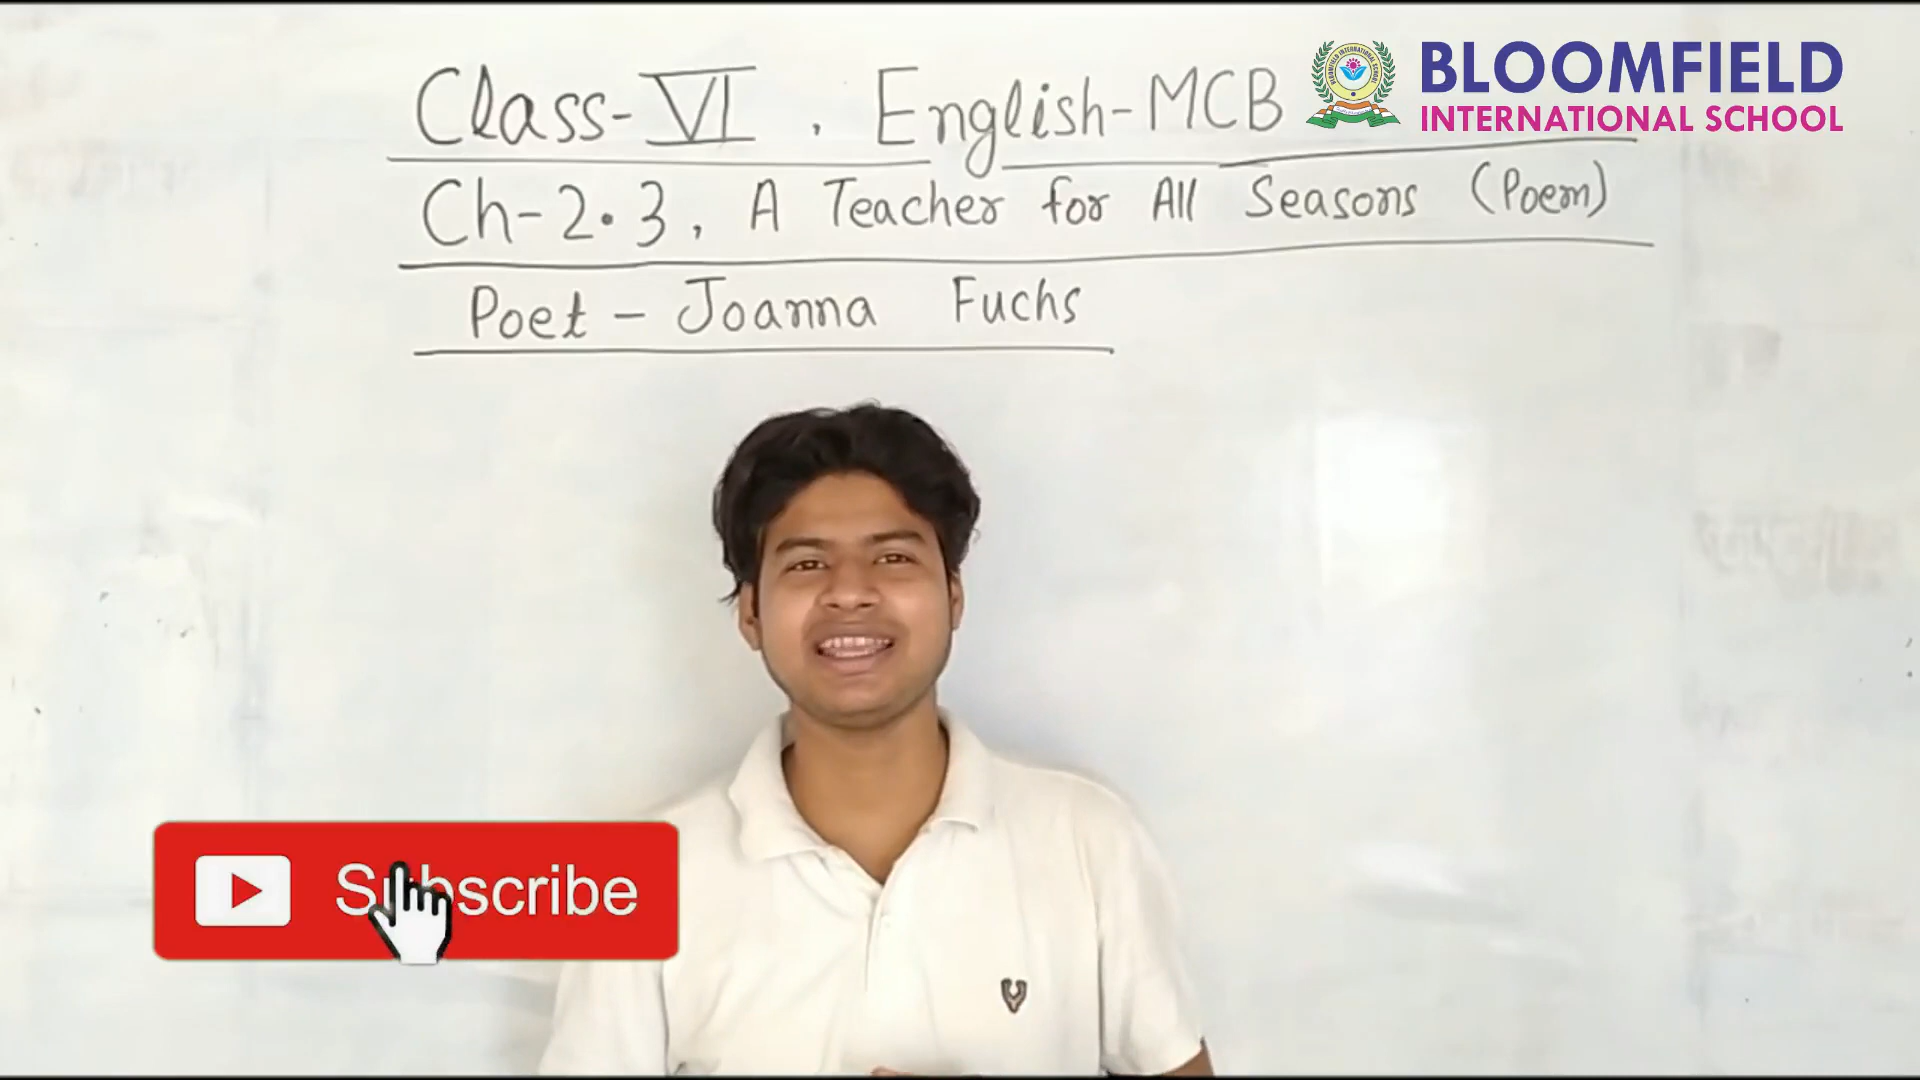 Class-VI, English-MCB
BLOOMFIELD
INTERNATIONAL SCHOOL
Ch-2.3, A Teacher for All Seasons (Poem)
Poet - Joanna Fuchs
Subscribe